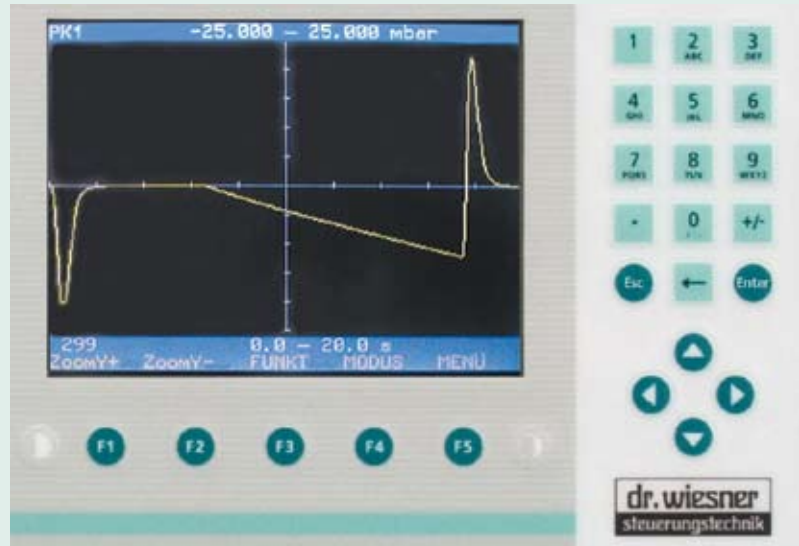 PK1 -25.000 – 25.000 mbar
299 0.0 – 20.0 s
ZoomY+ ZoomY- FUNKT MODUS MENÜ
F1 F2 F3 F4 F5
1 2 3
ABC DEF
4 5 6
GHI JKL MNO
7 8 9
PQRS TUV WXYZ
- 0 +/-
Esc ← Enter
dr. wiesner
steuerungstechnik